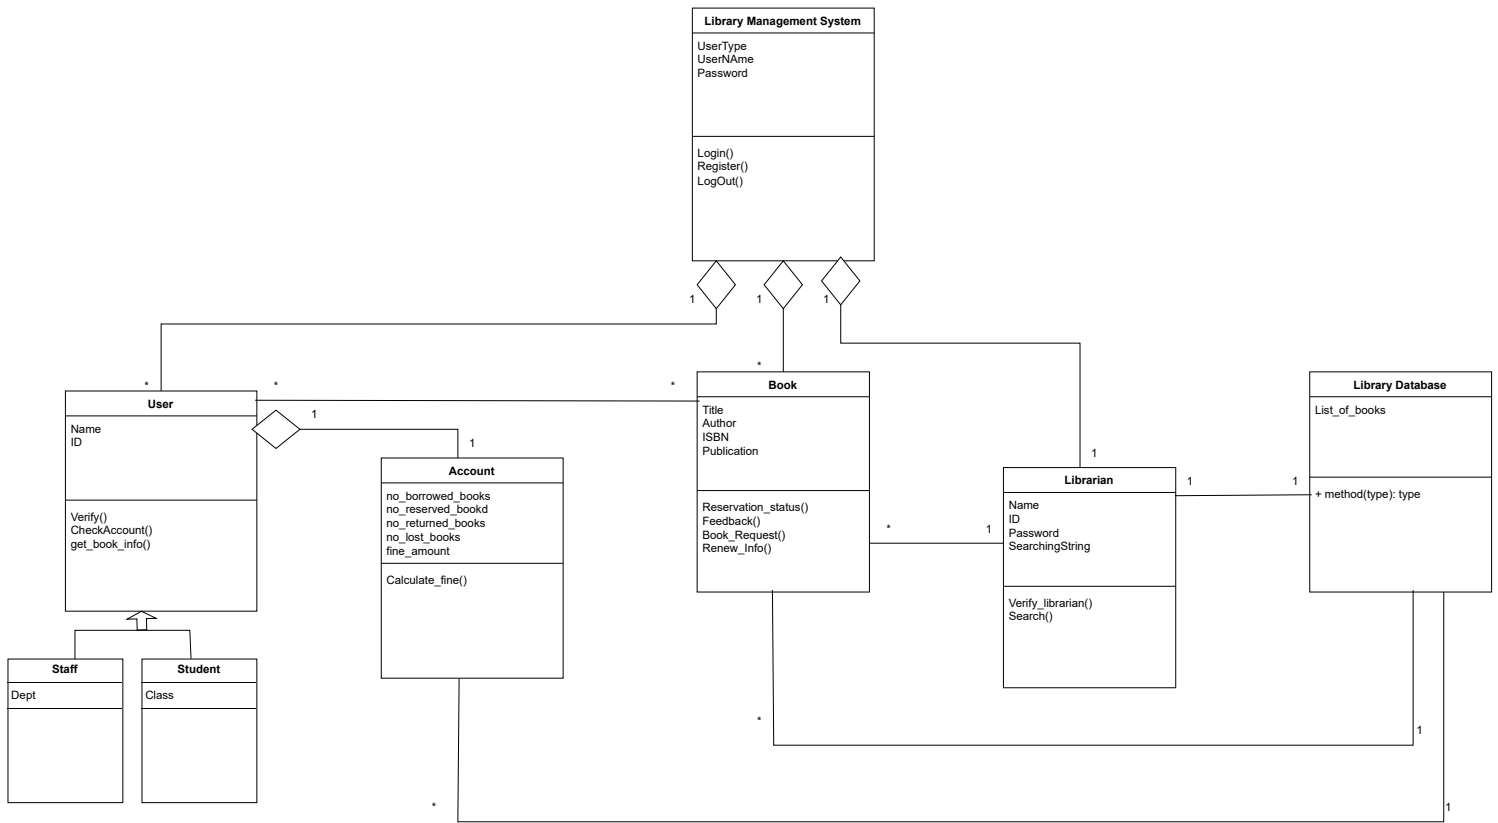 Library Management System
UserType
UserNAme
Password
Login()
Register()
LogOut()
1
1
1
*
*
*
*
User
Name
ID
Verify()
CheckAccount()
get_book_info()
1
1
Account
no_borrowed_books
no_reserved_bookd
no_returned_books
no_lost_books
fine_amount
Calculate_fine()
Book
Title
Author
ISBN
Publication
Reservation_status()
Feedback()
Book_Request()
Renew_Info()
*
1
1
Librarian
Name
ID
Password
SearchingString
Verify_librarian()
Search()
1
1
Library Database
List_of_books
+ method(type): type
Staff
Dept
Student
Class
*
1
*
1